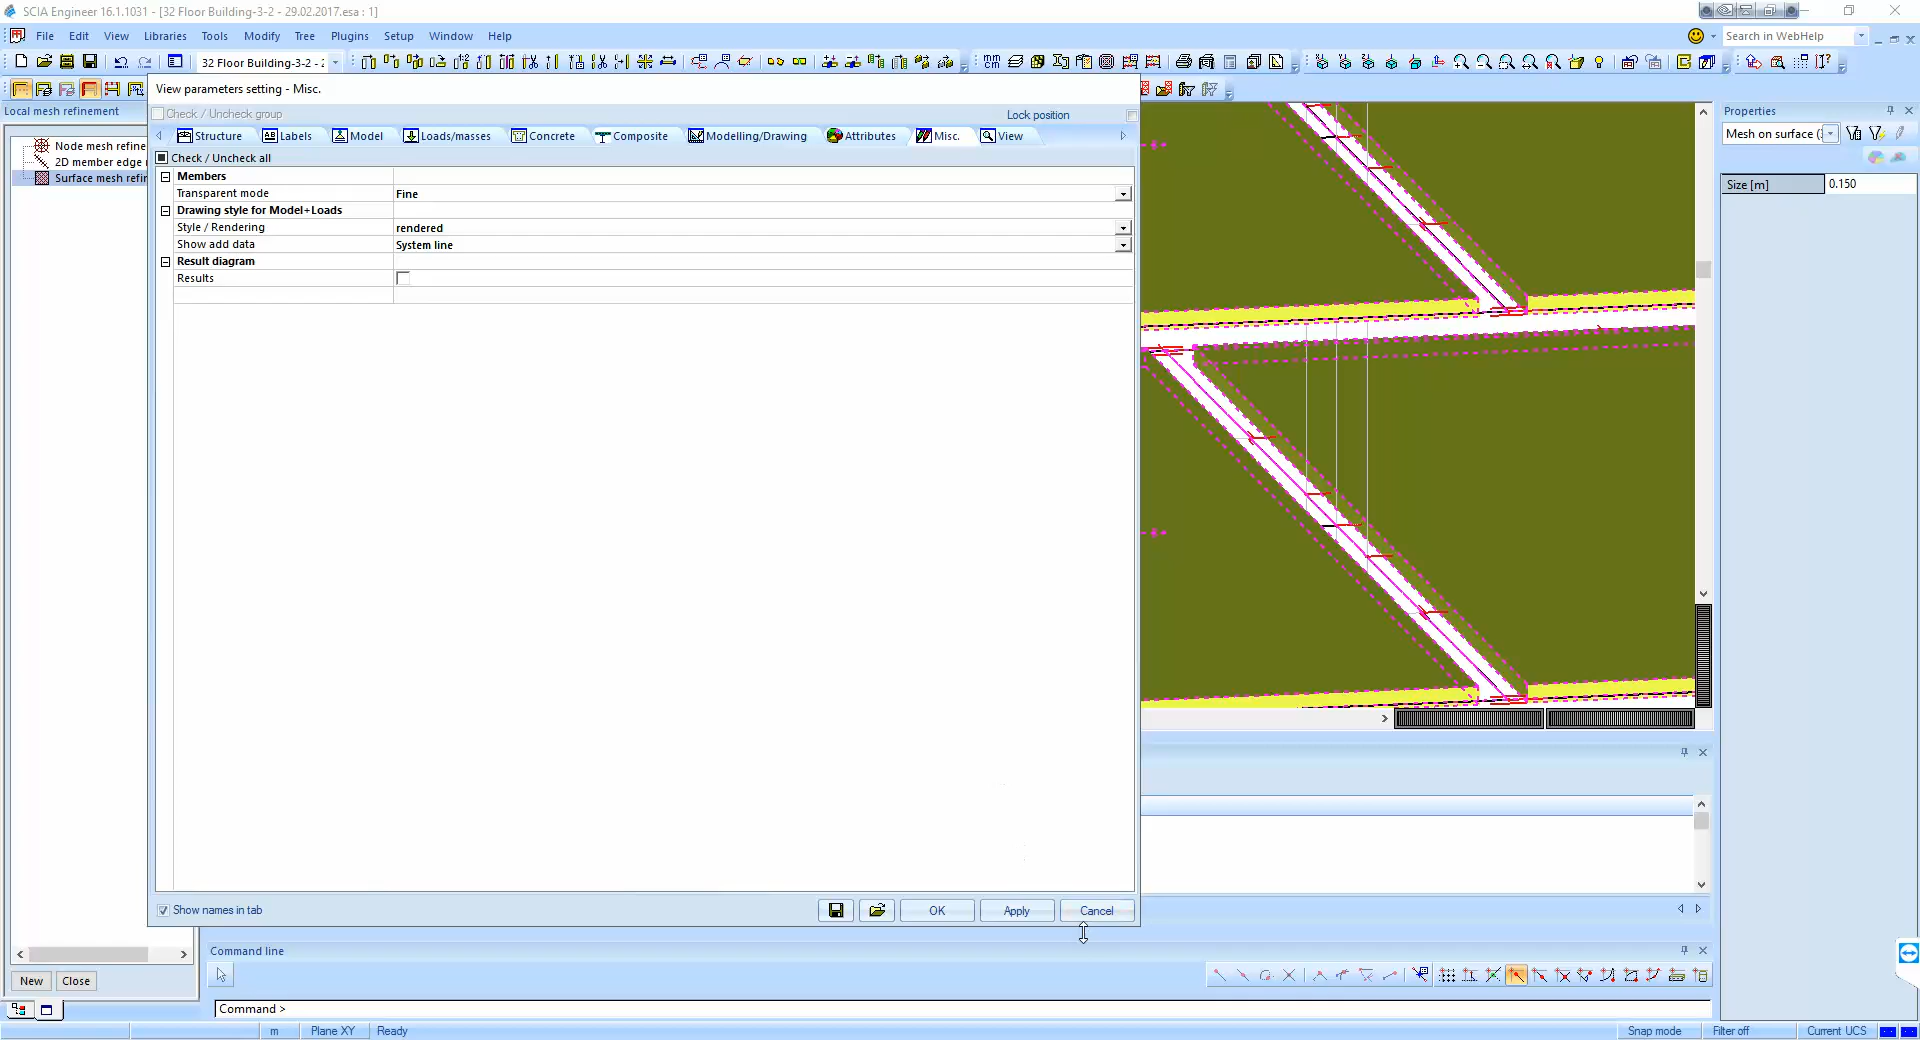 SCIA Engineer 16.1.1031 - [32 Floor Building-3-2 - 29.02.2017.esa : 1]
File Edit View Libraries Tools Modify Tree Plugins Setup Window Help
Search in WebHelp
32 Floor Building-3-2 - 2
View parameters setting - Misc.
Local mesh refinement
Properties
Check / Uncheck group
Lock position
Structure Labels Model Loads/masses Concrete Composite Modelling/Drawing Attributes Misc. View
Mesh on surface (
Node mesh refine
2D member edge
Surface mesh refin
Check / Uncheck all
Members
Transparent mode Fine
Drawing style for Model+Loads
Style / Rendering rendered
Show add data System line
Result diagram
Results
Size [m] 0.150
Show names in tab
OK Apply Cancel
Command line
New Close
Command >
m Plane XY Ready Snap mode Filter off Current UCS